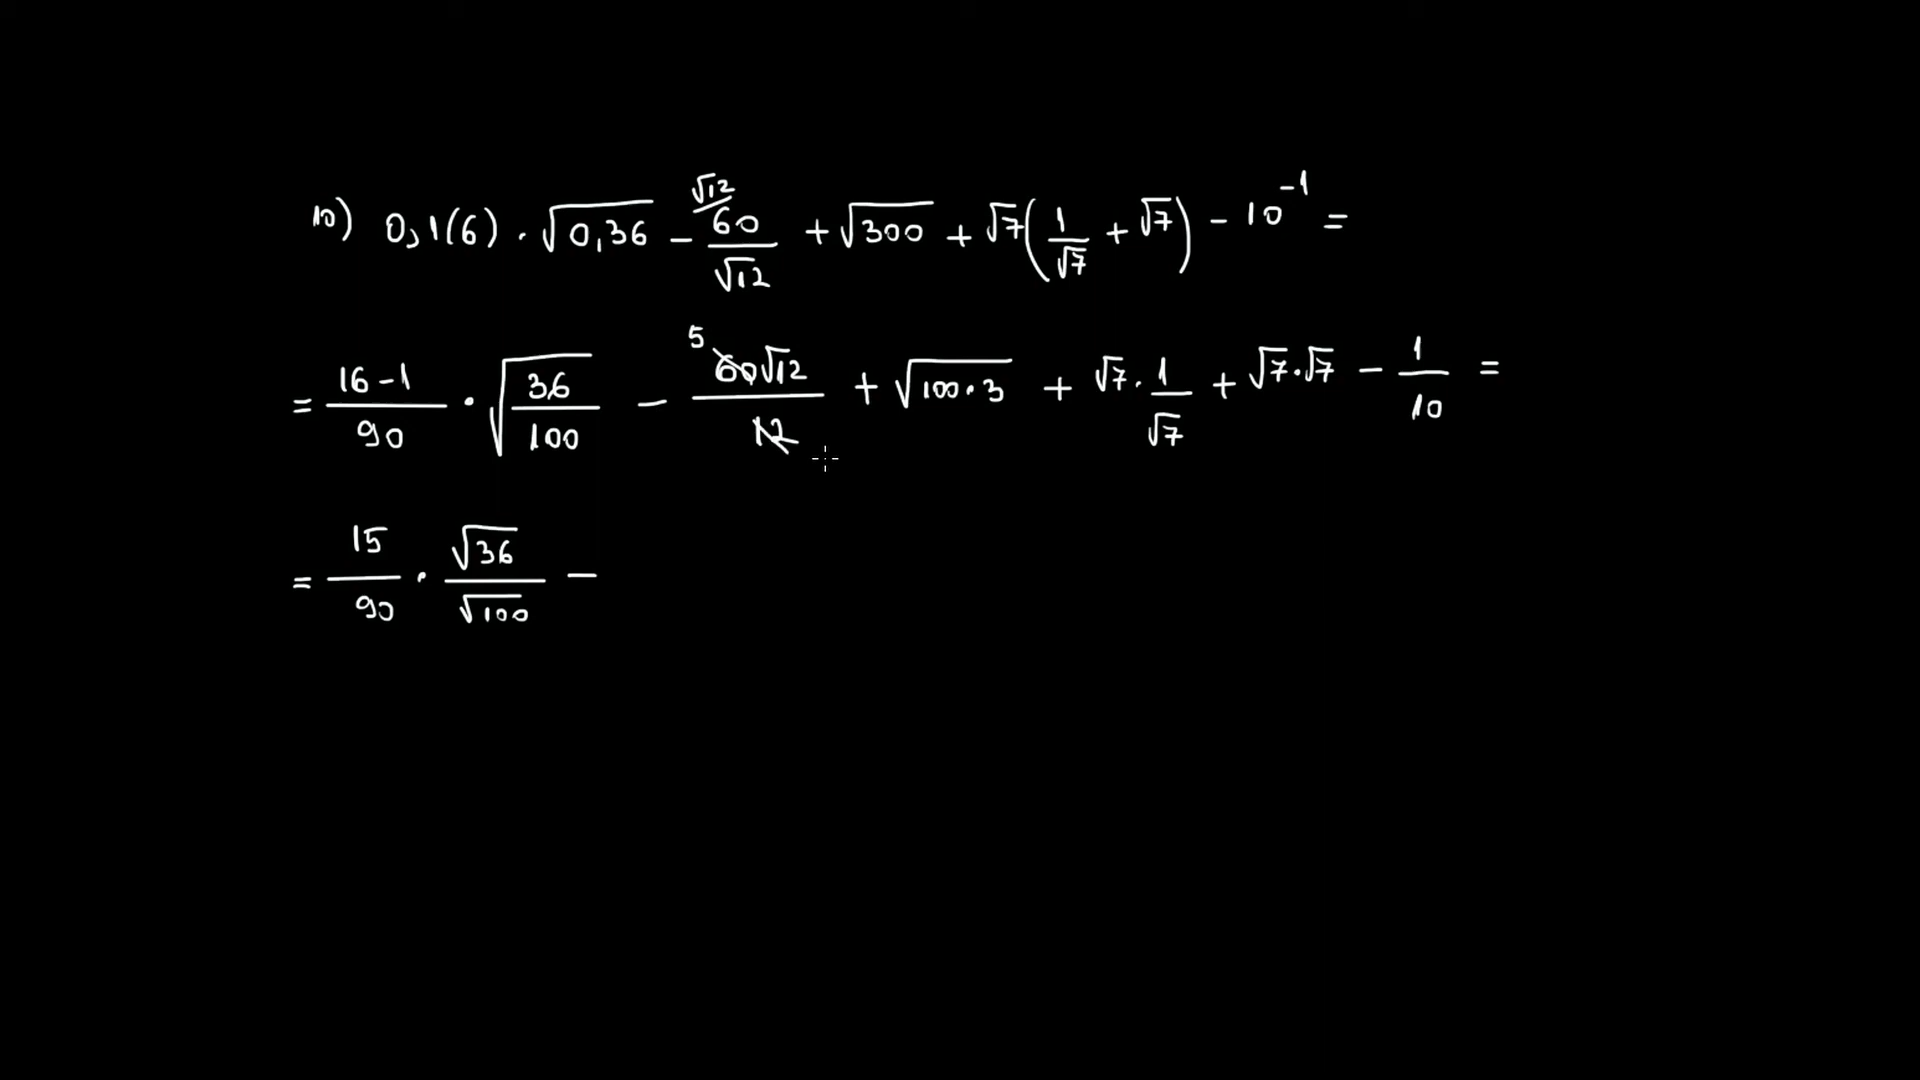 10) 0,1(6) · √0,36 − √12/ 60/√12 + √300 + √7(1/√7 + √7) − 10⁻¹ =
= 16−1/90 · √36/100 − 5 60√12/12 + √100·3 + √7 · 1/√7 + √7·√7 − 1/10 =
= 15/90 · √36/√100 −